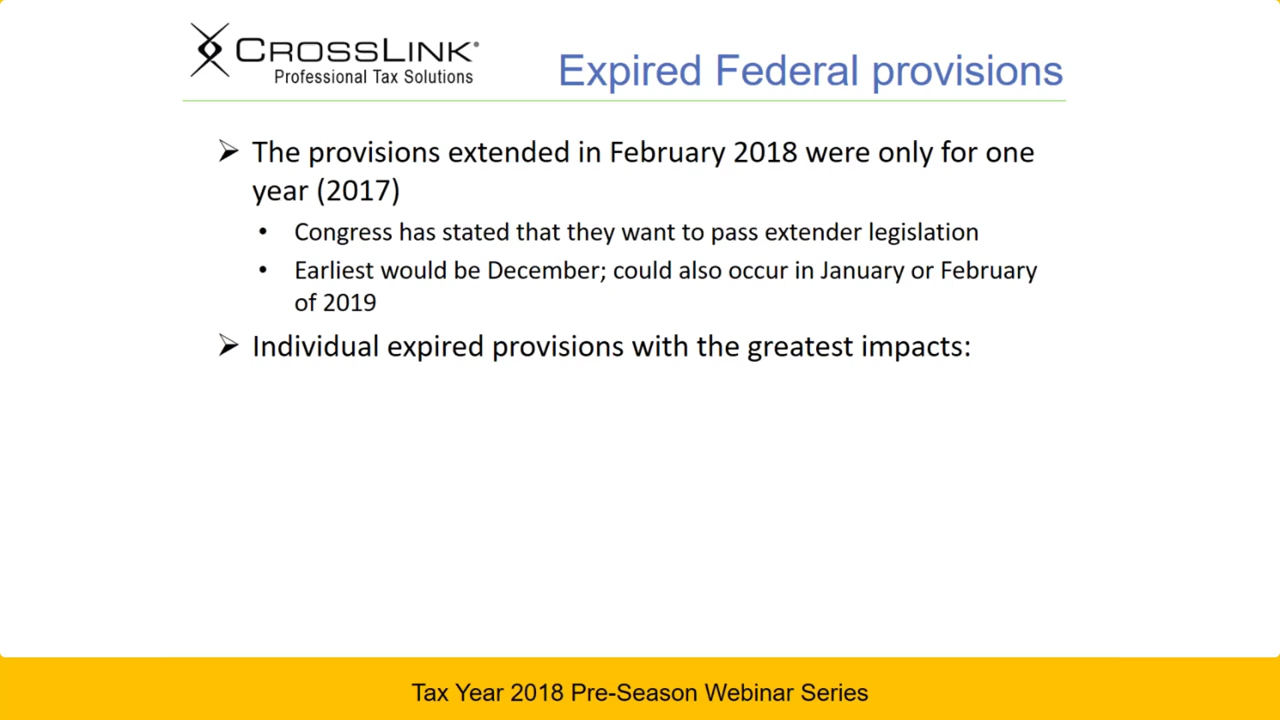 CROSSLINK®
Professional Tax Solutions
Expired Federal provisions
➢ The provisions extended in February 2018 were only for one
year (2017)
• Congress has stated that they want to pass extender legislation
• Earliest would be December; could also occur in January or February
of 2019
➢ Individual expired provisions with the greatest impacts:
Tax Year 2018 Pre-Season Webinar Series